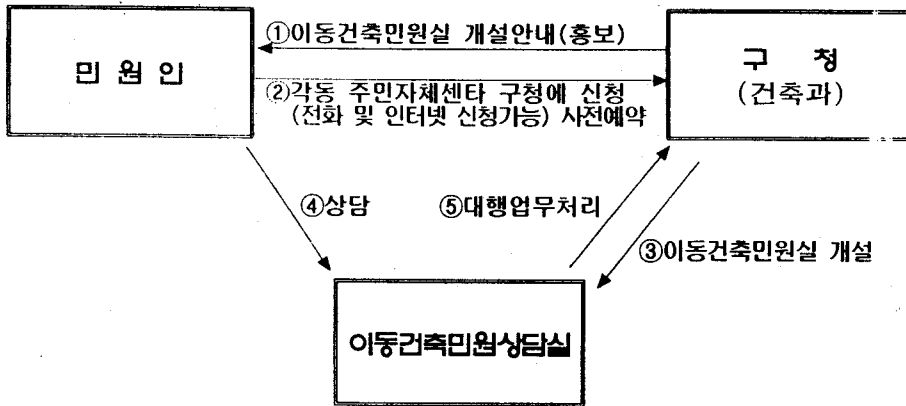 ①이동건축민원실 개설안내(홍보)
민 원 인
구 청
(건축과)
②각동 주민자체센타 구청에 신청
(전화 및 인터넷 신청가능) 사전예약
④상담
⑤대행업무처리
③이동건축민원실 개설
이동건축민원상담실